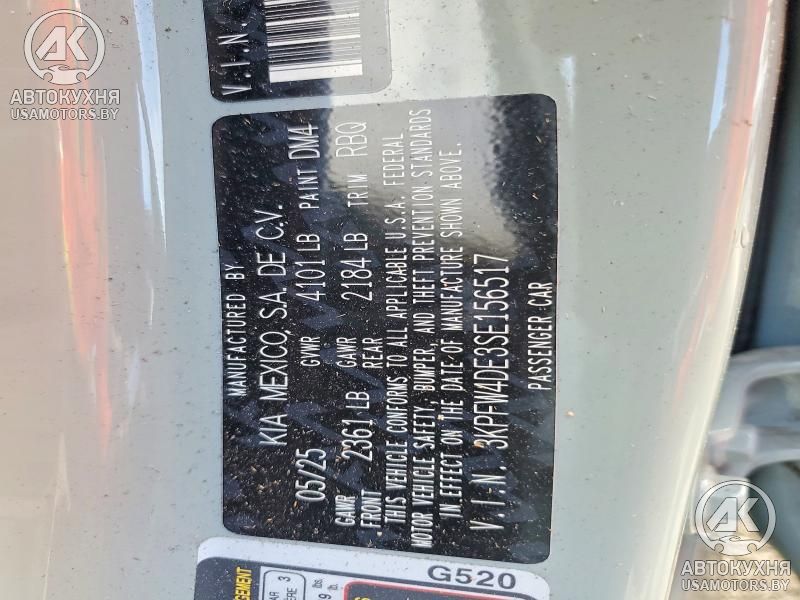 V.I.N.
MANUFACTURED BY
KIA MEXICO, S.A. DE C.V.
05/25 GVWR 4101 LB PAINT DM4
GAWR FRONT 2361 LB GAWR REAR 2184 LB TRIM RBQ
THIS VEHICLE CONFORMS TO ALL APPLICABLE U.S.A. FEDERAL
MOTOR VEHICLE SAFETY, BUMPER, AND THEFT PREVENTION STANDARDS
IN EFFECT ON THE DATE OF MANUFACTURE SHOWN ABOVE.
V.I.N. 3KPFW4DE3SE156517
PASSENGER CAR
G520
AK
АВТОКУХНЯ
USAMOTORS.BY
AK
АВТОКУХНЯ
USAMOTORS.BY